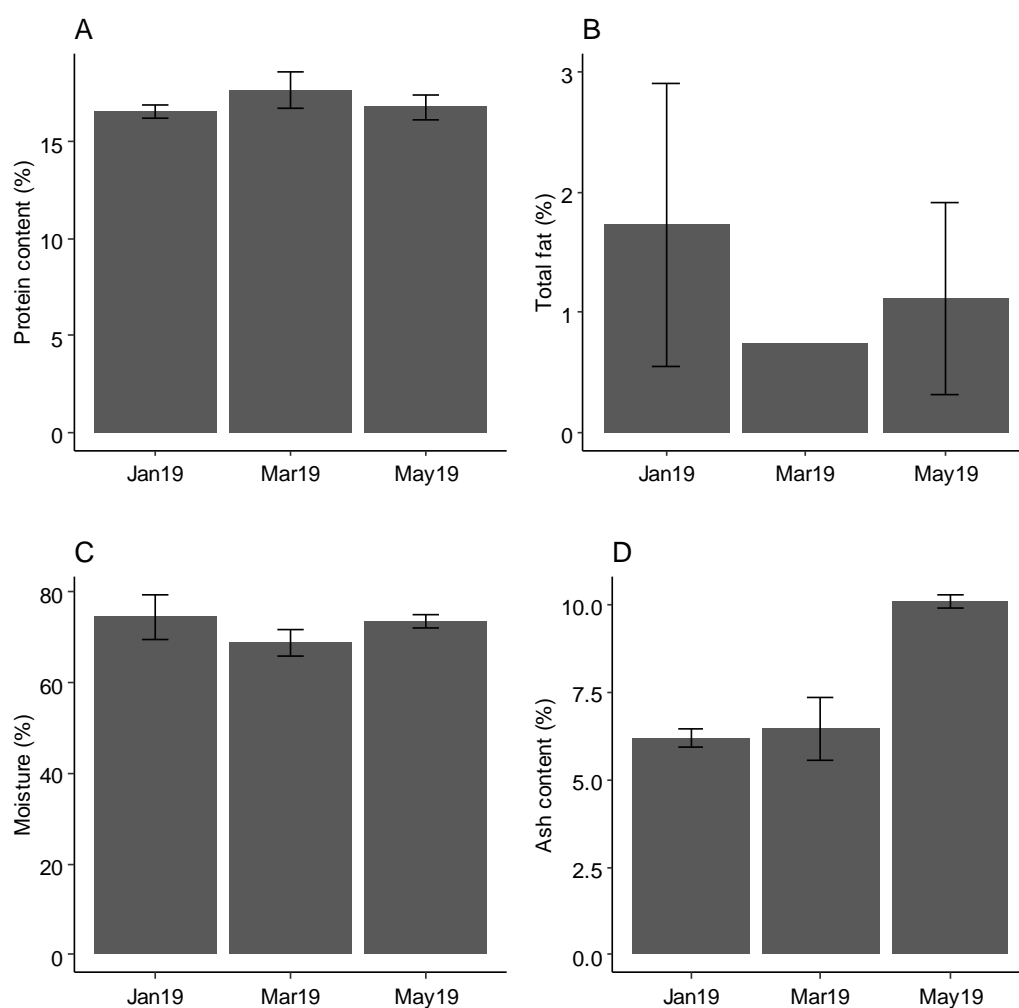 A
Protein content (%)
15
10
5
0
Jan19 Mar19 May19
B
Total fat (%)
3
2
1
0
Jan19 Mar19 May19
C
Moisture (%)
80
60
40
20
0
Jan19 Mar19 May19
D
Ash content (%)
10.0
7.5
5.0
2.5
0.0
Jan19 Mar19 May19